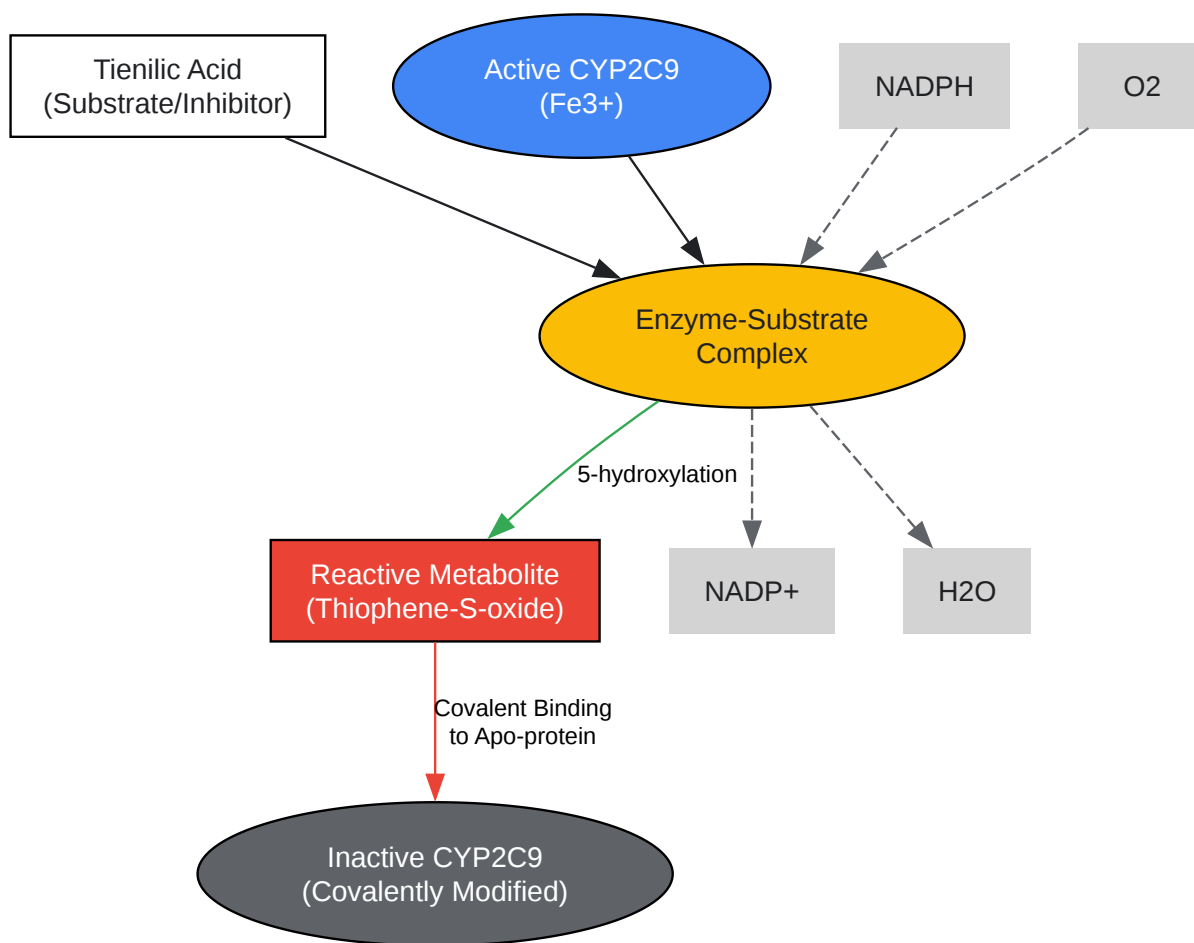 Tienilic Acid
(Substrate/Inhibitor)
Active CYP2C9
(Fe3+)
NADPH
O2
Enzyme-Substrate
Complex
5-hydroxylation
Reactive Metabolite
(Thiophene-S-oxide)
NADP+
H2O
Covalent Binding
to Apo-protein
Inactive CYP2C9
(Covalently Modified)